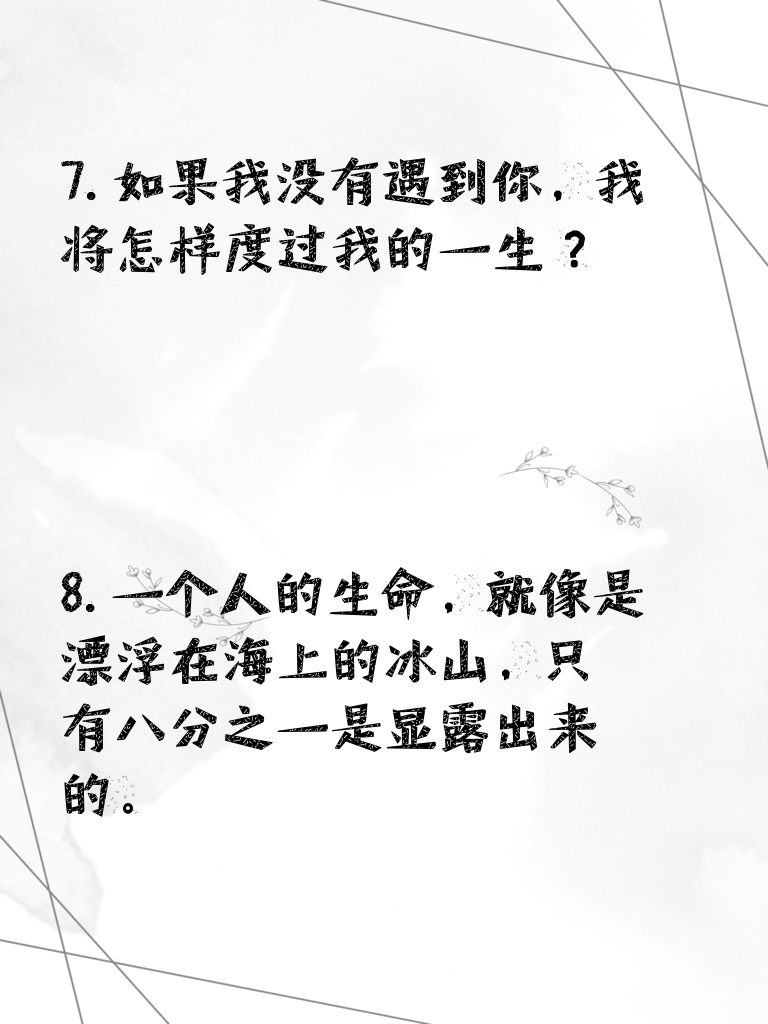 7. 如果我没有遇到你，我
将怎样度过我的一生？
8. 一个人的生命，就像是
漂浮在海上的冰山，只
有八分之一是显露出来
的。